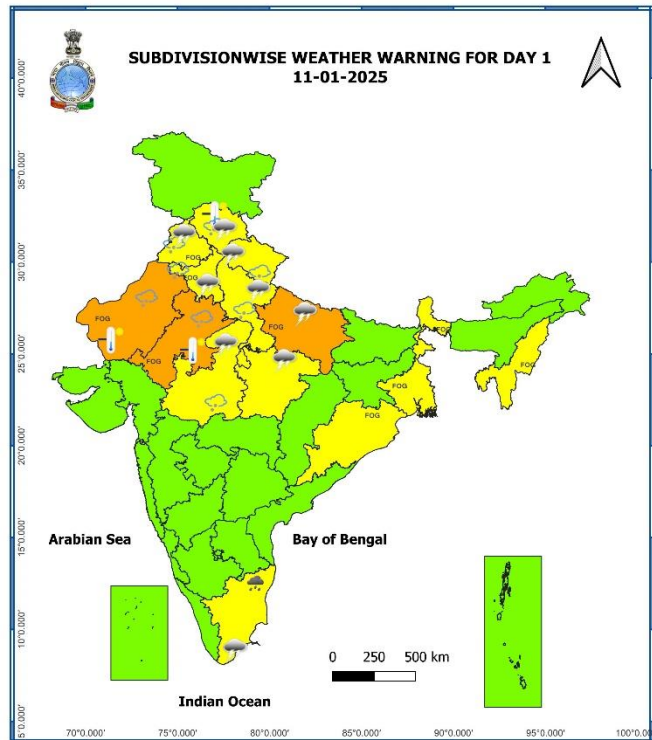 SUBDIVISIONWISE WEATHER WARNING FOR DAY 1
11-01-2025
40°0.000'
35°0.000'
30°0.000'
25°0.000'
20°0.000'
15°0.000'
10°0.000'
5°0.000'
FOG
FOG
FOG
FOG
FOG
FOG
FOG
FOG
FOG
Arabian Sea
Bay of Bengal
0 250 500 km
Indian Ocean
70°0.000' 75°0.000' 80°0.000' 85°0.000' 90°0.000' 95°0.000' 100°0.000'